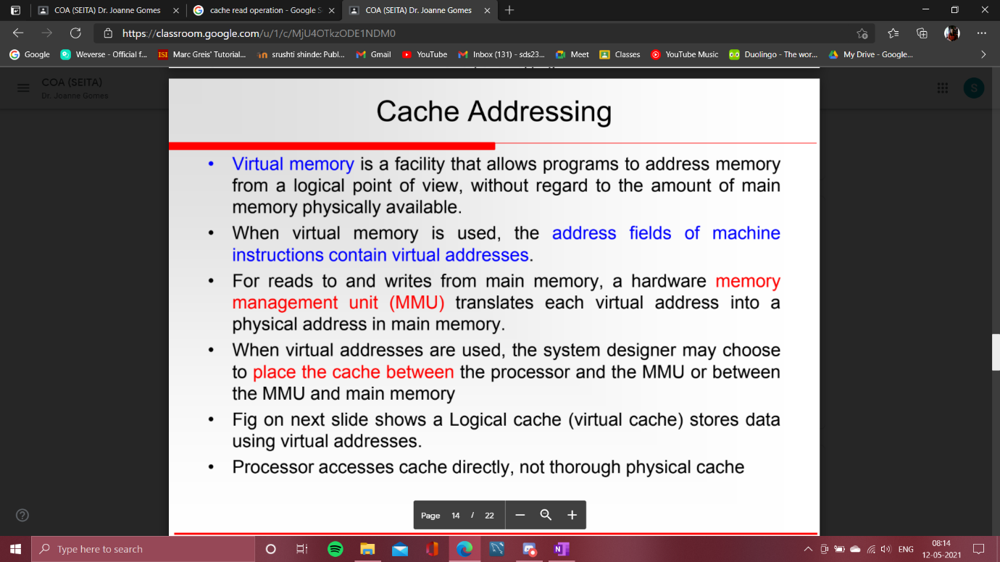 COA (SEITA) Dr. Joanne Gomes
cache read operation - Google S
COA (SEITA) Dr. Joanne Gomes
https://classroom.google.com/u/1/c/MjU4OTkzODE1NDM0
Google
Weverse - Official f...
ISI Marc Greis' Tutorial...
srushti shinde: Publ...
Gmail
YouTube
Inbox (131) - sds23...
Meet
Classes
YouTube Music
Duolingo - The wor...
My Drive - Google...
COA (SEITA)
Dr. Joanne Gomes
S
Cache Addressing
• Virtual memory is a facility that allows programs to address memory
from a logical point of view, without regard to the amount of main
memory physically available.
• When virtual memory is used, the address fields of machine
instructions contain virtual addresses.
• For reads to and writes from main memory, a hardware memory
management unit (MMU) translates each virtual address into a
physical address in main memory.
• When virtual addresses are used, the system designer may choose
to place the cache between the processor and the MMU or between
the MMU and main memory
• Fig on next slide shows a Logical cache (virtual cache) stores data
using virtual addresses.
• Processor accesses cache directly, not thorough physical cache
Page 14 / 22
Type here to search
ENG
08:14
12-05-2021